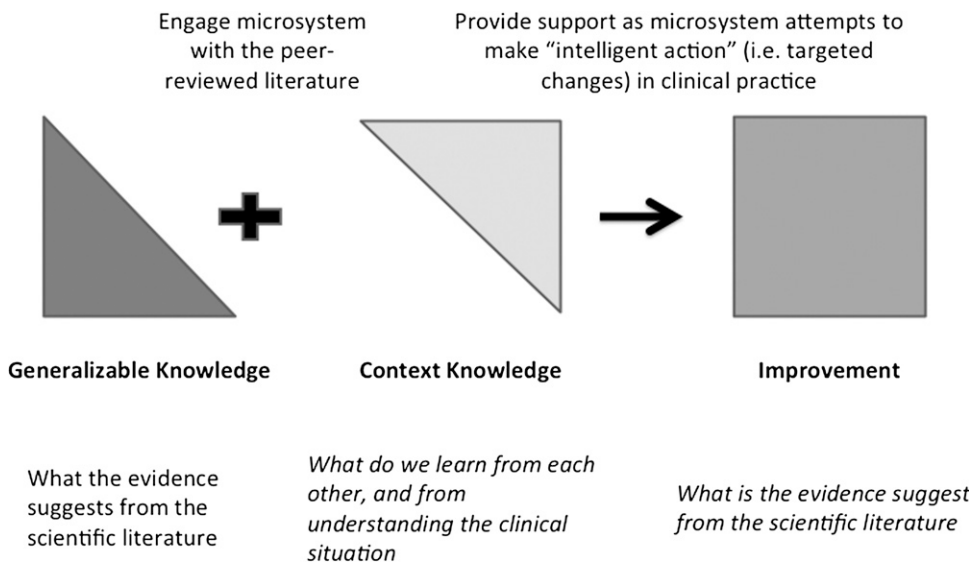 Engage microsystem
with the peer-
reviewed literature
Provide support as microsystem attempts to
make “intelligent action” (i.e. targeted
changes) in clinical practice
Generalizable Knowledge
Context Knowledge
Improvement
What the evidence
suggests from the
scientific literature
What do we learn from each
other, and from
understanding the clinical
situation
What is the evidence suggest
from the scientific literature